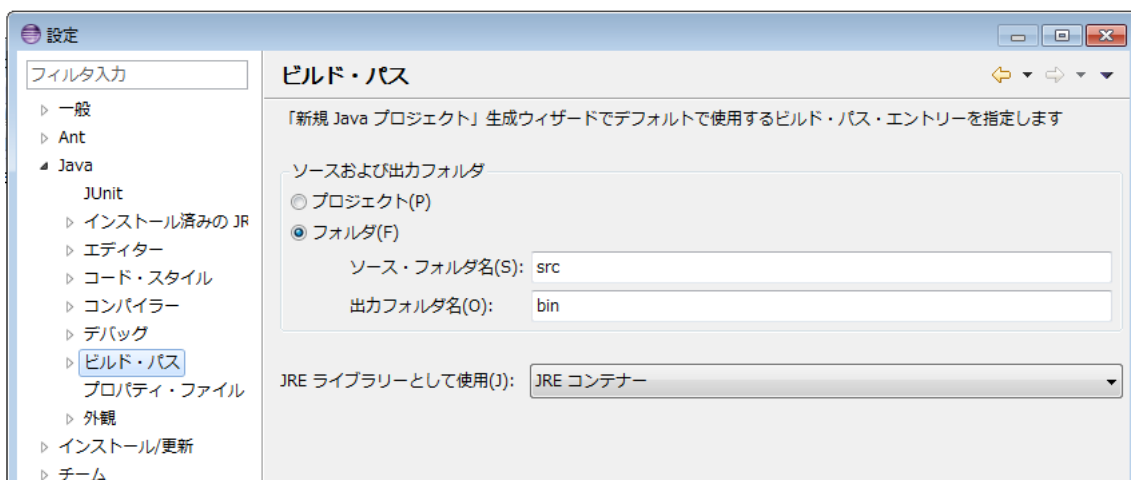 設定
フィルタ入力
一般
Ant
Java
JUnit
インストール済みの JR
エディター
コード・スタイル
コンパイラー
デバッグ
ビルド・パス
プロパティ・ファイル
外観
インストール/更新
チーム
ビルド・パス
「新規 Java プロジェクト」生成ウィザードでデフォルトで使用するビルド・パス・エントリーを指定します
ソースおよび出力フォルダ
プロジェクト(P)
フォルダ(F)
ソース・フォルダ名(S): src
出力フォルダ名(O): bin
JRE ライブラリーとして使用(J): JRE コンテナー